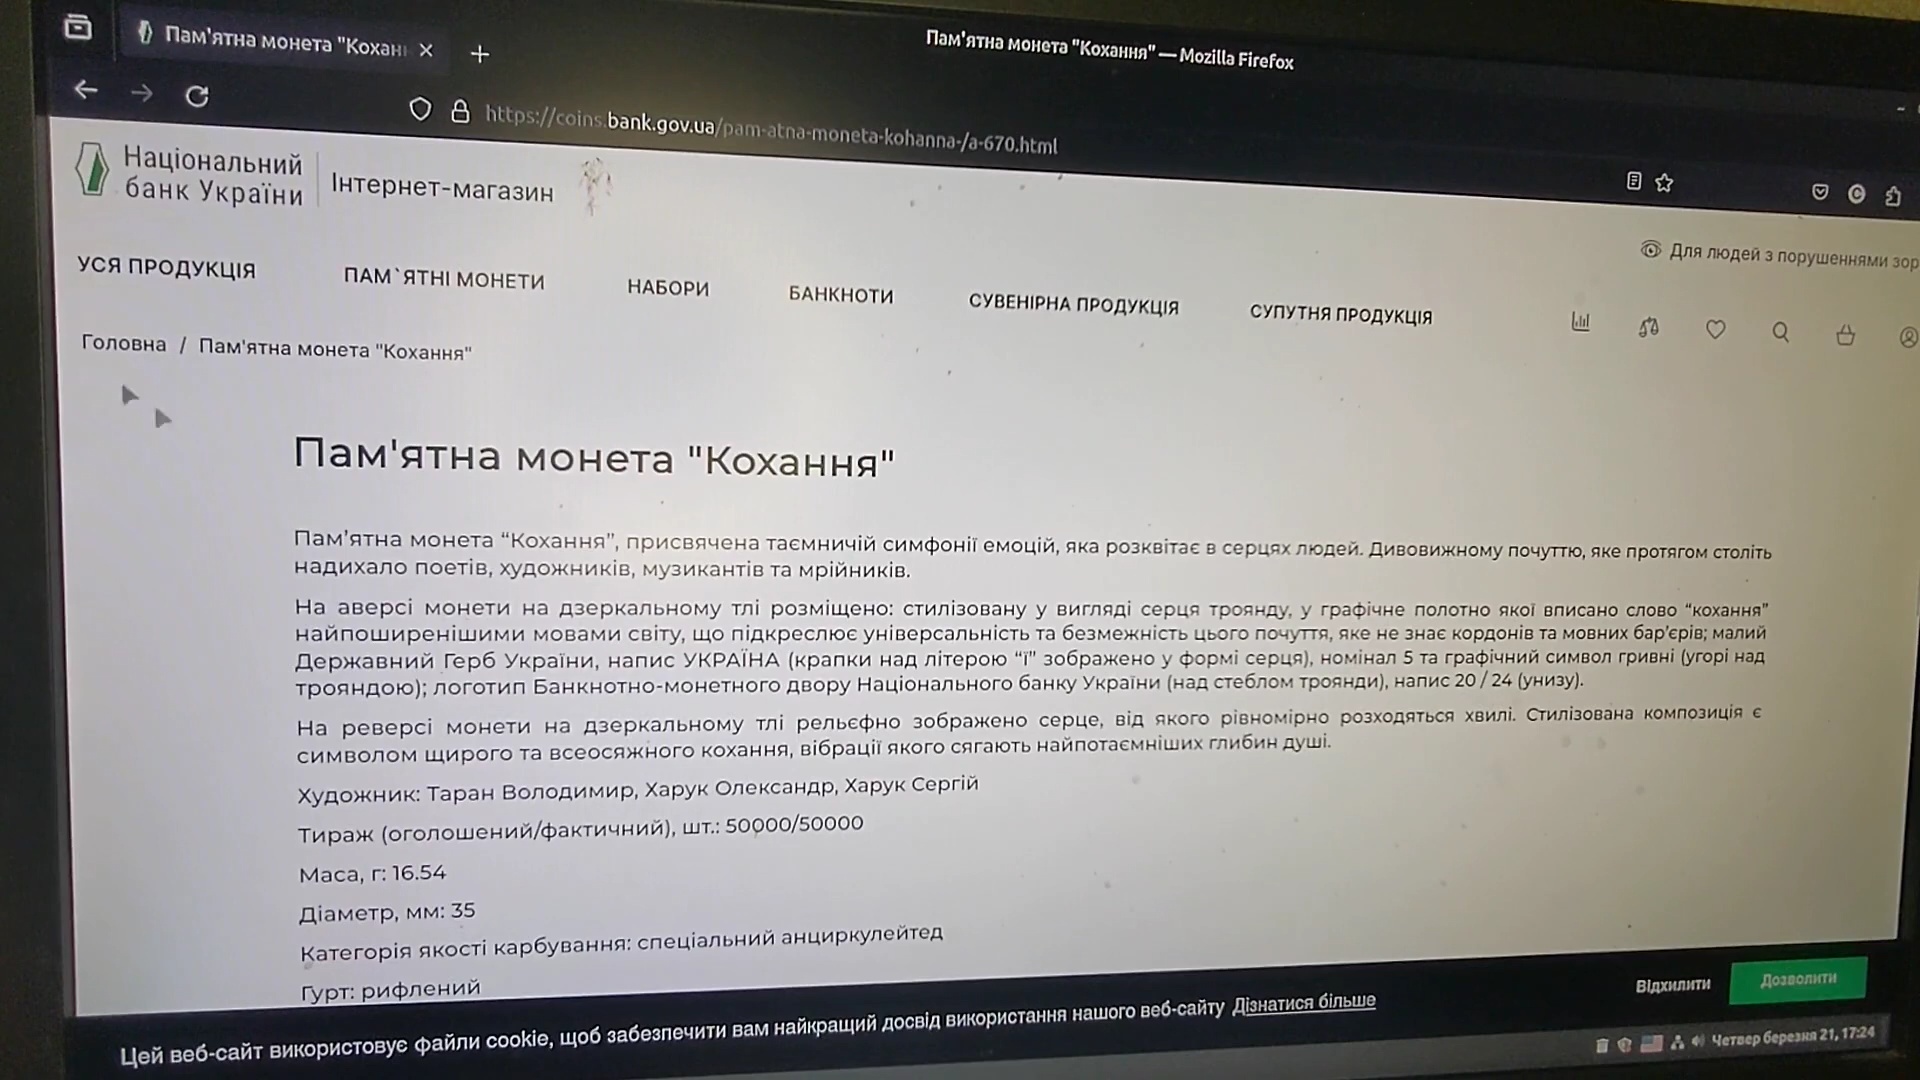 Пам'ятна монета "Кохан
Пам'ятна монета "Кохання" — Mozilla Firefox
https://coins.bank.gov.ua/pam-atna-moneta-kohanna-/a-670.html
Національний
банк України
Інтернет-магазин
Для людей з порушеннями зор
УСЯ ПРОДУКЦІЯ ПАМ`ЯТНІ МОНЕТИ НАБОРИ БАНКНОТИ СУВЕНІРНА ПРОДУКЦІЯ СУПУТНЯ ПРОДУКЦІЯ
Головна / Пам'ятна монета "Кохання"
Пам'ятна монета "Кохання"
Пам’ятна монета “Кохання”, присвячена таємничій симфонії емоцій, яка розквітає в серцях людей. Дивовижному почуттю, яке протягом століть
надихало поетів, художників, музикантів та мрійників.
На аверсі монети на дзеркальному тлі розміщено: стилізовану у вигляді серця троянду, у графічне полотно якої вписано слово “кохання”
найпоширенішими мовами світу, що підкреслює універсальність та безмежність цього почуття, яке не знає кордонів та мовних бар’єрів; малий
Державний Герб України, напис УКРАЇНА (крапки над літерою “ї” зображено у формі серця), номінал 5 та графічний символ гривні (угорі над
трояндою); логотип Банкнотно-монетного двору Національного банку України (над стеблом троянди), напис 20 / 24 (унизу).
На реверсі монети на дзеркальному тлі рельєфно зображено серце, від якого рівномірно розходяться хвилі. Стилізована композиція є
символом щирого та всеосяжного кохання, вібрації якого сягають найпотаємніших глибин душі.
Художник: Таран Володимир, Харук Олександр, Харук Сергій
Тираж (оголошений/фактичний), шт.: 50000/50000
Маса, г: 16.54
Діаметр, мм: 35
Категорія якості карбування: спеціальний анциркулейтед
Гурт: рифлений
Цей веб-сайт використовує файли cookie, щоб забезпечити вам найкращий досвід використання нашого веб-сайту Дізнатися більше
Відхилити Дозволити
Четвер березня 21, 17:24